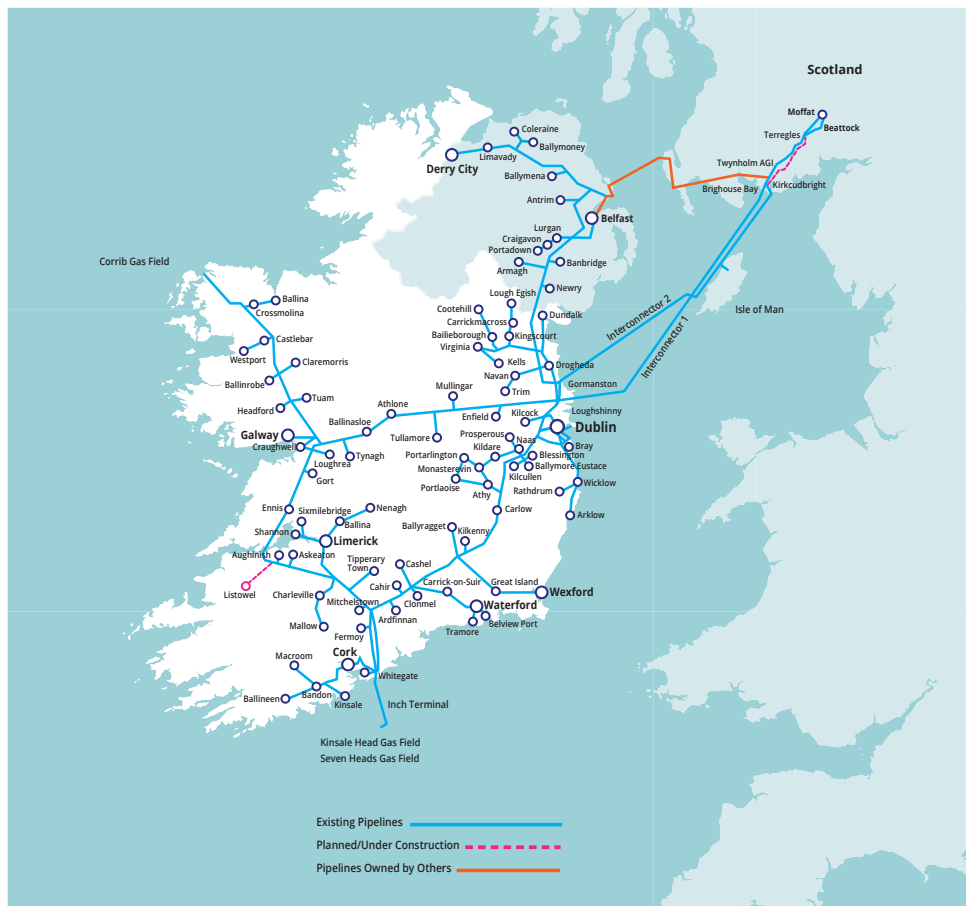 Scotland
Moffat
Beattock
Terregles
Coleraine
Ballymoney
Limavady
Derry City
Twynholm AGI
Ballymena
Brighouse Bay
Kirkcudbright
Antrim
Belfast
Lurgan
Craigavon
Portadown
Banbridge
Armagh
Corrib Gas Field
Newry
Lough Egish
Ballina
Crossmolina
Cootehill
Isle of Man
Dundalk
Carrickmacross
Interconnector 2
Interconnector 1
Bailieborough
Kingscourt
Castlebar
Virginia
Westport
Claremorris
Kells
Drogheda
Navan
Ballinrobe
Mullingar
Gormanston
Trim
Tuam
Athlone
Headford
Kilcock
Loughshinny
Enfield
Ballinasloe
Dublin
Galway
Tullamore
Prosperous
Naas
Craughwell
Kildare
Bray
Portarlington
Blessington
Tynagh
Loughrea
Monasterevin
Ballymore Eustace
Kilcullen
Gort
Portlaoise
Wicklow
Rathdrum
Athy
Ennis
Sixmilebridge
Nenagh
Carlow
Arklow
Ballina
Ballyragget
Kilkenny
Shannon
Limerick
Aughinish
Askeaton
Tipperary
Town
Cashel
Listowel
Charleville
Cahir
Carrick-on-Suir
Great Island
Wexford
Mitchelstown
Clonmel
Waterford
Ardfinnan
Belview Port
Mallow
Tramore
Fermoy
Cork
Macroom
Whitegate
Bandon
Ballineen
Kinsale
Inch Terminal
Kinsale Head Gas Field
Seven Heads Gas Field
Existing Pipelines
Planned/Under Construction
Pipelines Owned by Others